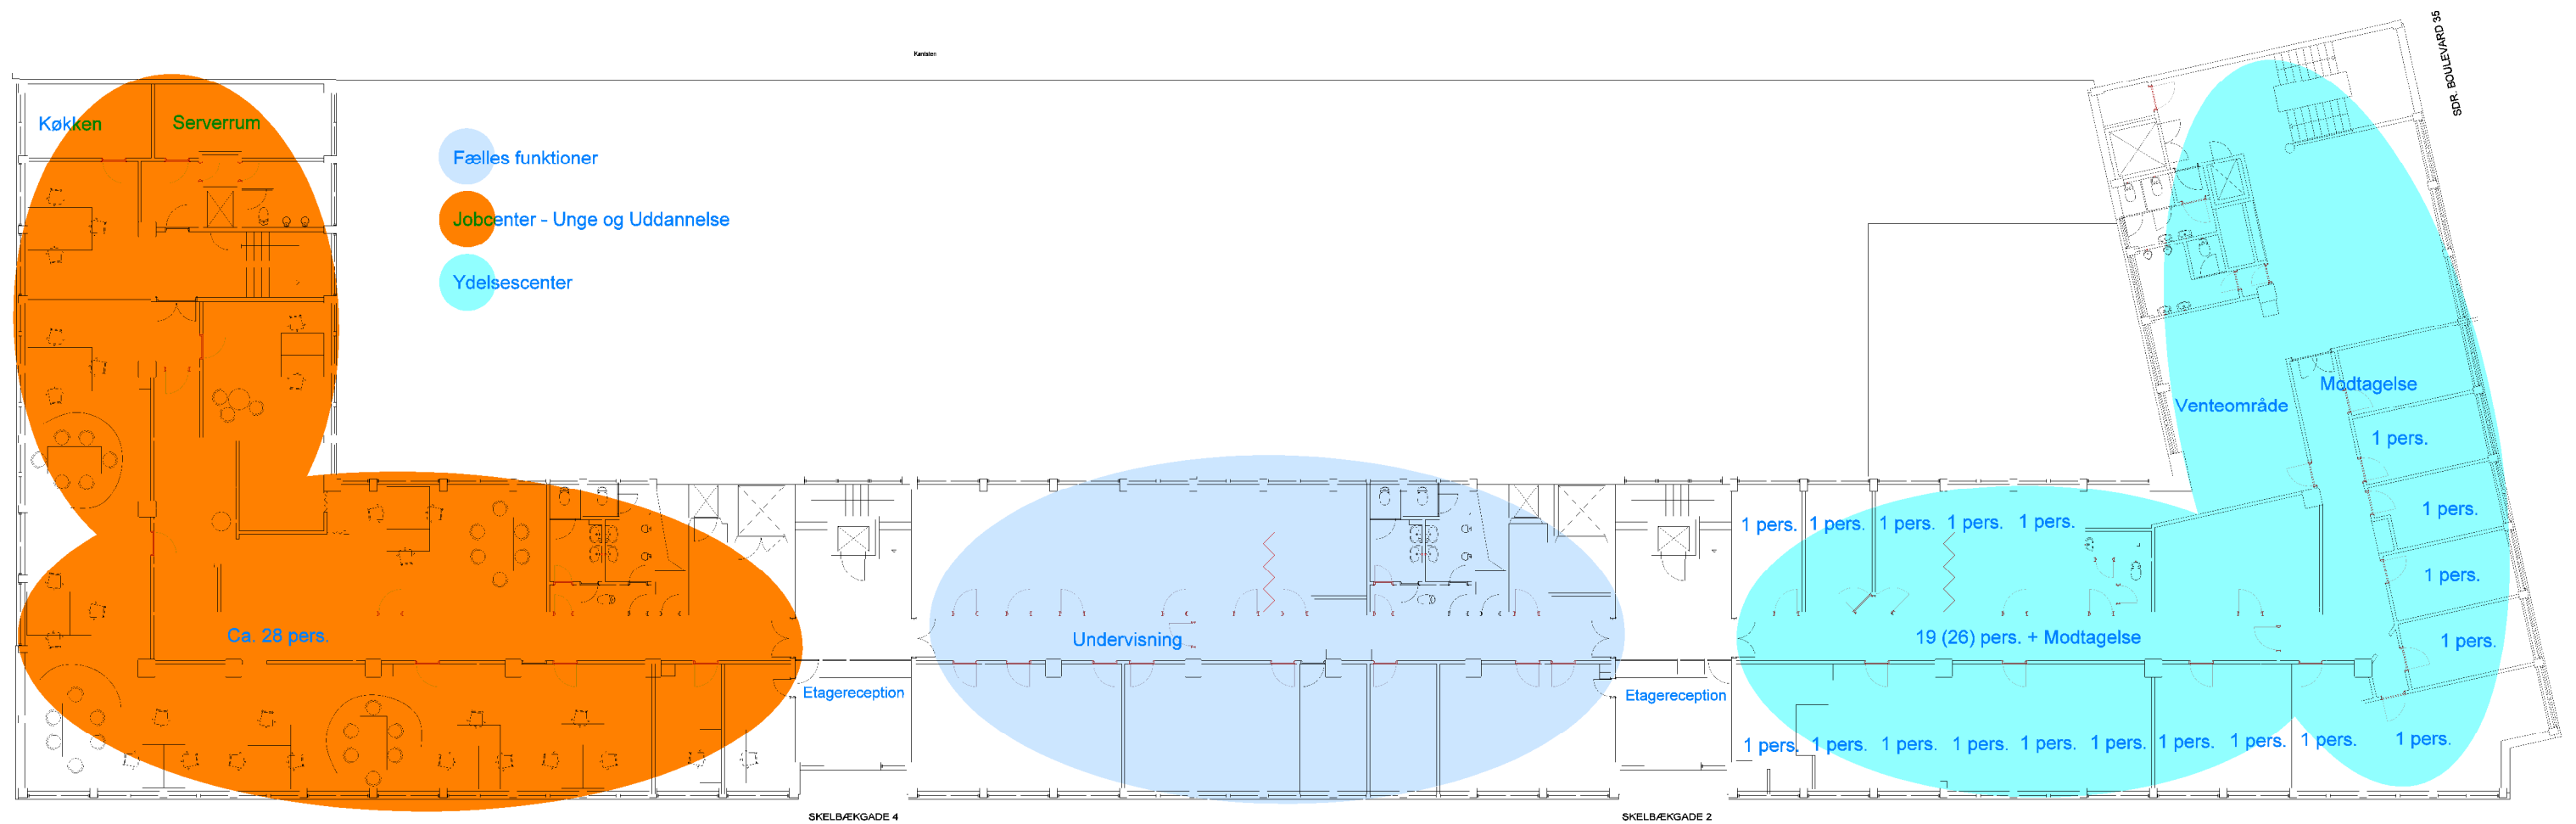 Kantinen
SDR. BOULEVARD 35
Køkken
Serverrum
Fælles funktioner
Jobcenter - Unge og Uddannelse
Ydelsescenter
Modtagelse
Venteområde
1 pers.
1 pers.
1 pers.
1 pers.
1 pers. 1 pers. 1 pers. 1 pers. 1 pers.
Ca. 28 pers.
Undervisning
19 (26) pers. + Modtagelse
Etagereception
Etagereception
1 pers. 1 pers. 1 pers. 1 pers. 1 pers. 1 pers. 1 pers. 1 pers. 1 pers. 1 pers.
SKELBÆKGADE 4
SKELBÆKGADE 2